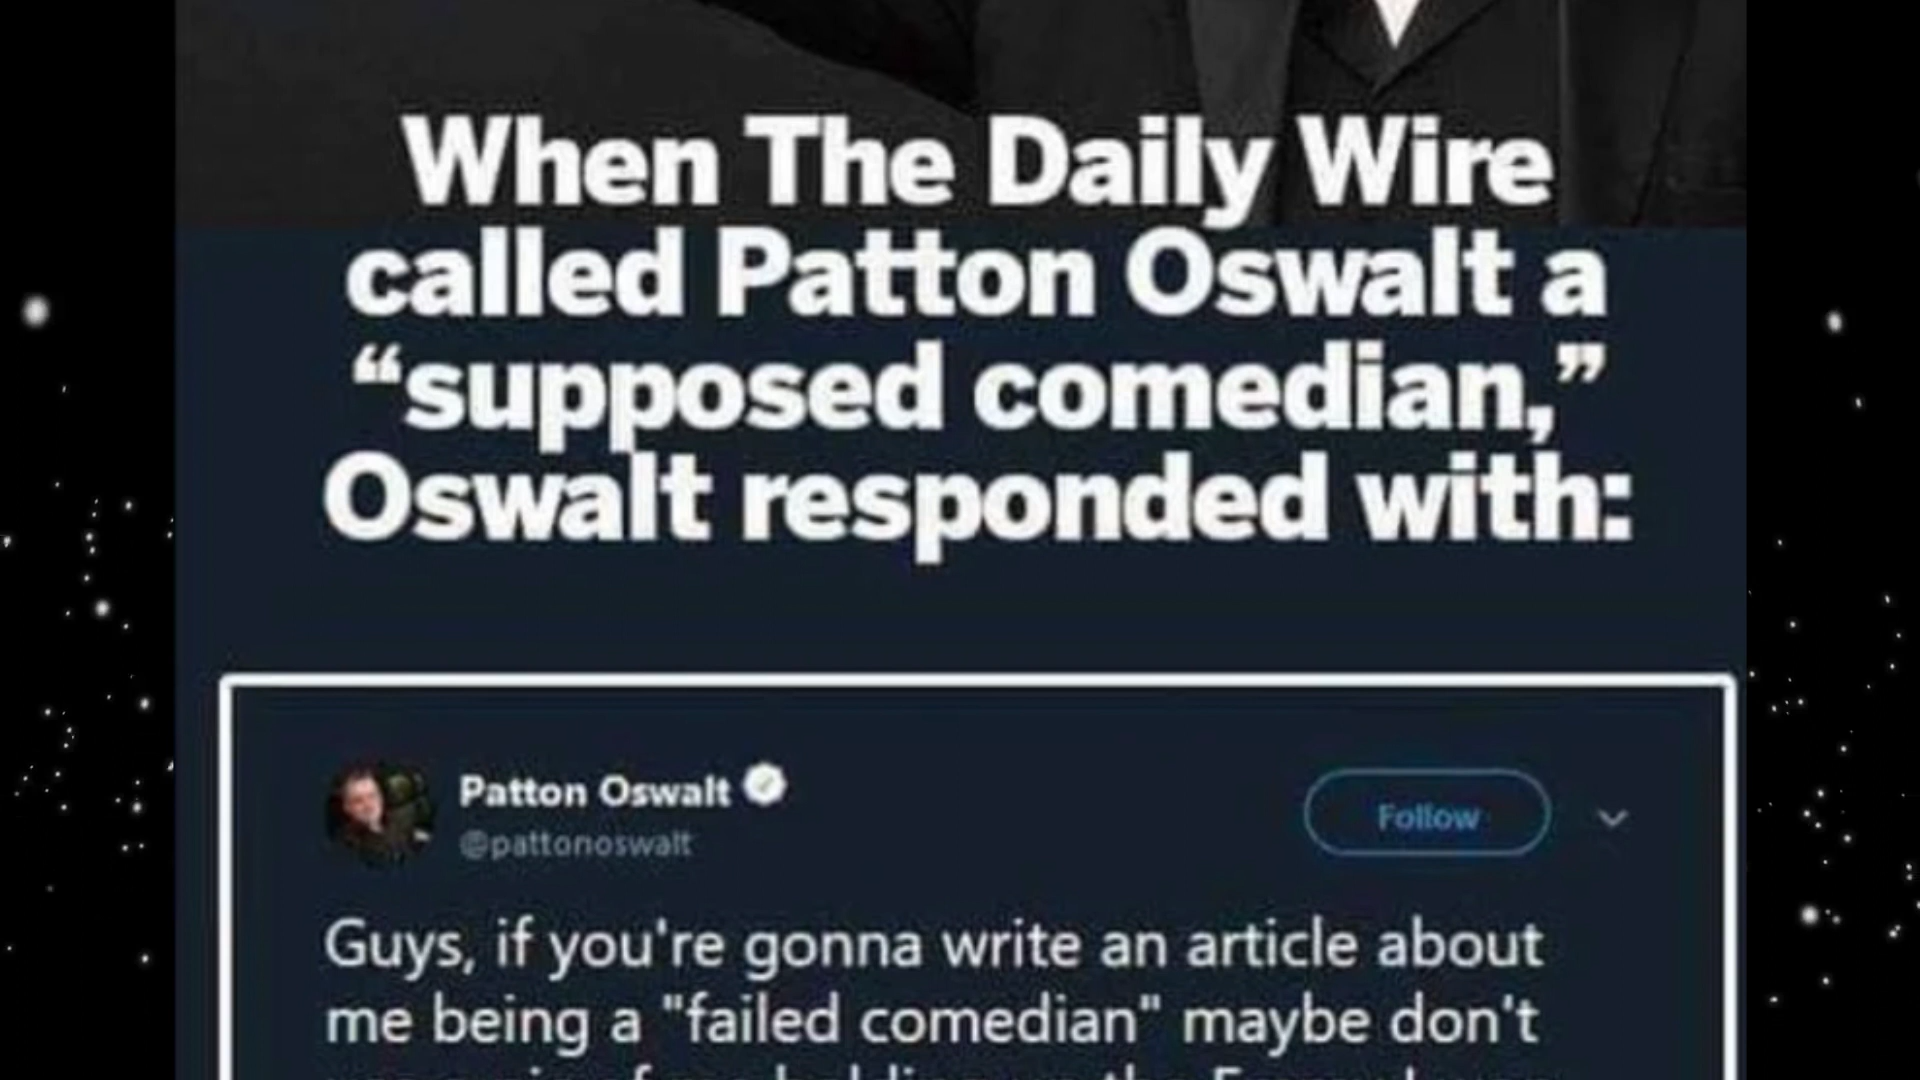 When The Daily Wire
called Patton Oswalt a
“supposed comedian,”
Oswalt responded with:
Patton Oswalt
@pattonoswalt
Follow
Guys, if you're gonna write an article about
me being a "failed comedian" maybe don't